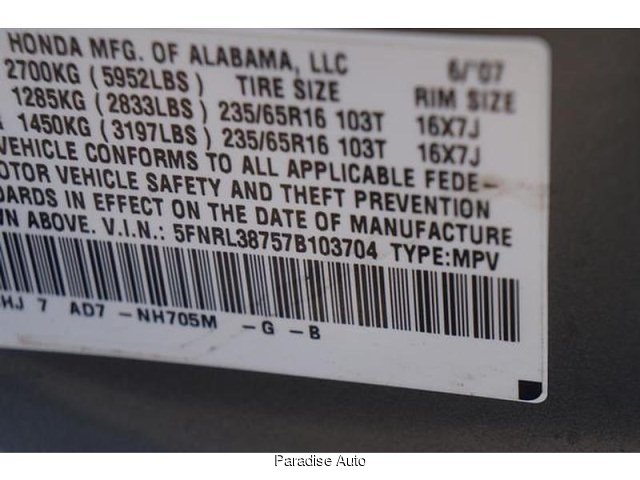 HONDA MFG. OF ALABAMA, LLC 6/'07
2700KG (5952LBS) TIRE SIZE RIM SIZE
1285KG (2833LBS) 235/65R16 103T 16X7J
1450KG (3197LBS) 235/65R16 103T 16X7J
VEHICLE CONFORMS TO ALL APPLICABLE FEDE-
OTOR VEHICLE SAFETY AND THEFT PREVENTION
DARDS IN EFFECT ON THE DATE OF MANUFACTURE
WN ABOVE. V.I.N.: 5FNRL38757B103704 TYPE:MPV
HJ 7 AD7 -NH705M -G -B
Paradise Auto